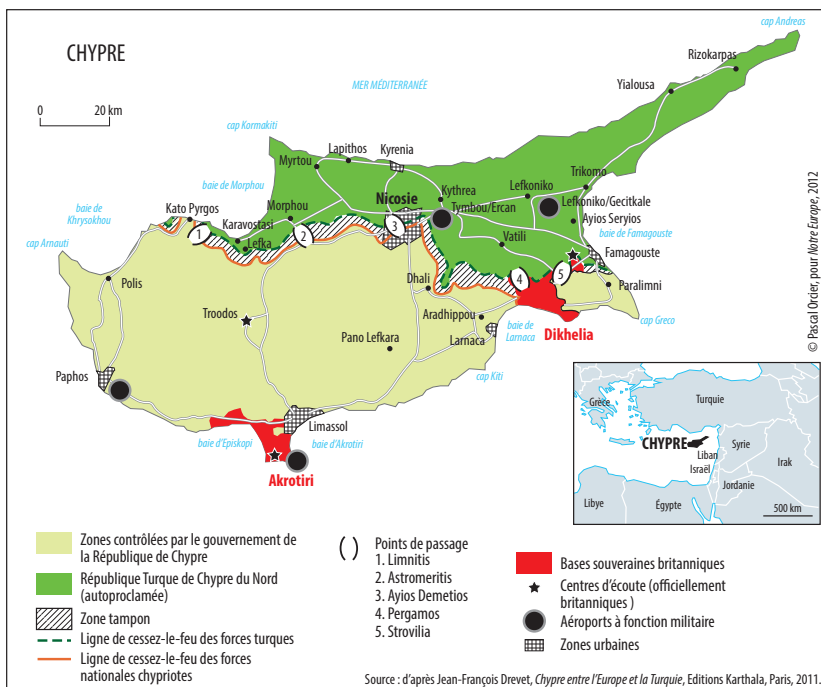 CHYPRE
0 20 km
MER MÉDITERRANÉE
cap Andreas
Rizokarpas
Yialousa
cap Kormakiti
Lapithos
Kyrenia
Myrtou
Trikomo
baie de Morphou
Kythrea
Lefkoniko
Nicosie
Tymbou/Ercan
Lefkoniko/Gecitkale
baie de
Khrysokhou
Kato Pyrgos
Karavostasi
Morphou
Ayios Seryios
baie de Famagouste
1
Lefka
2
3
Vatili
Famagouste
cap Arnauti
Polis
Dhali
4
5
Paralimni
Troodos
Aradhippou
cap Greco
Pano Lefkara
Larnaca
baie de
Larnaca
Dikhelia
cap Kiti
Paphos
Limassol
baie d'Episkopi
baie d'Akrotiri
Akrotiri
© Pascal Orcier, pour Notre Europe, 2012
Grèce
Turquie
CHYPRE
Syrie
Liban
Israël
Irak
Jordanie
Libye
Égypte
500 km
Zones contrôlées par le gouvernement de
la République de Chypre
République Turque de Chypre du Nord
(autoproclamée)
Zone tampon
Ligne de cessez-le-feu des forces turques
Ligne de cessez-le-feu des forces
nationales chypriotes
Points de passage
1. Limnitis
2. Astromeritis
3. Ayios Demetios
4. Pergamos
5. Strovilia
Bases souveraines britanniques
Centres d'écoute (officiellement
britanniques )
Aéroports à fonction militaire
Zones urbaines
Source : d'après Jean-François Drevet, Chypre entre l'Europe et la Turquie, Editions Karthala, Paris, 2011.